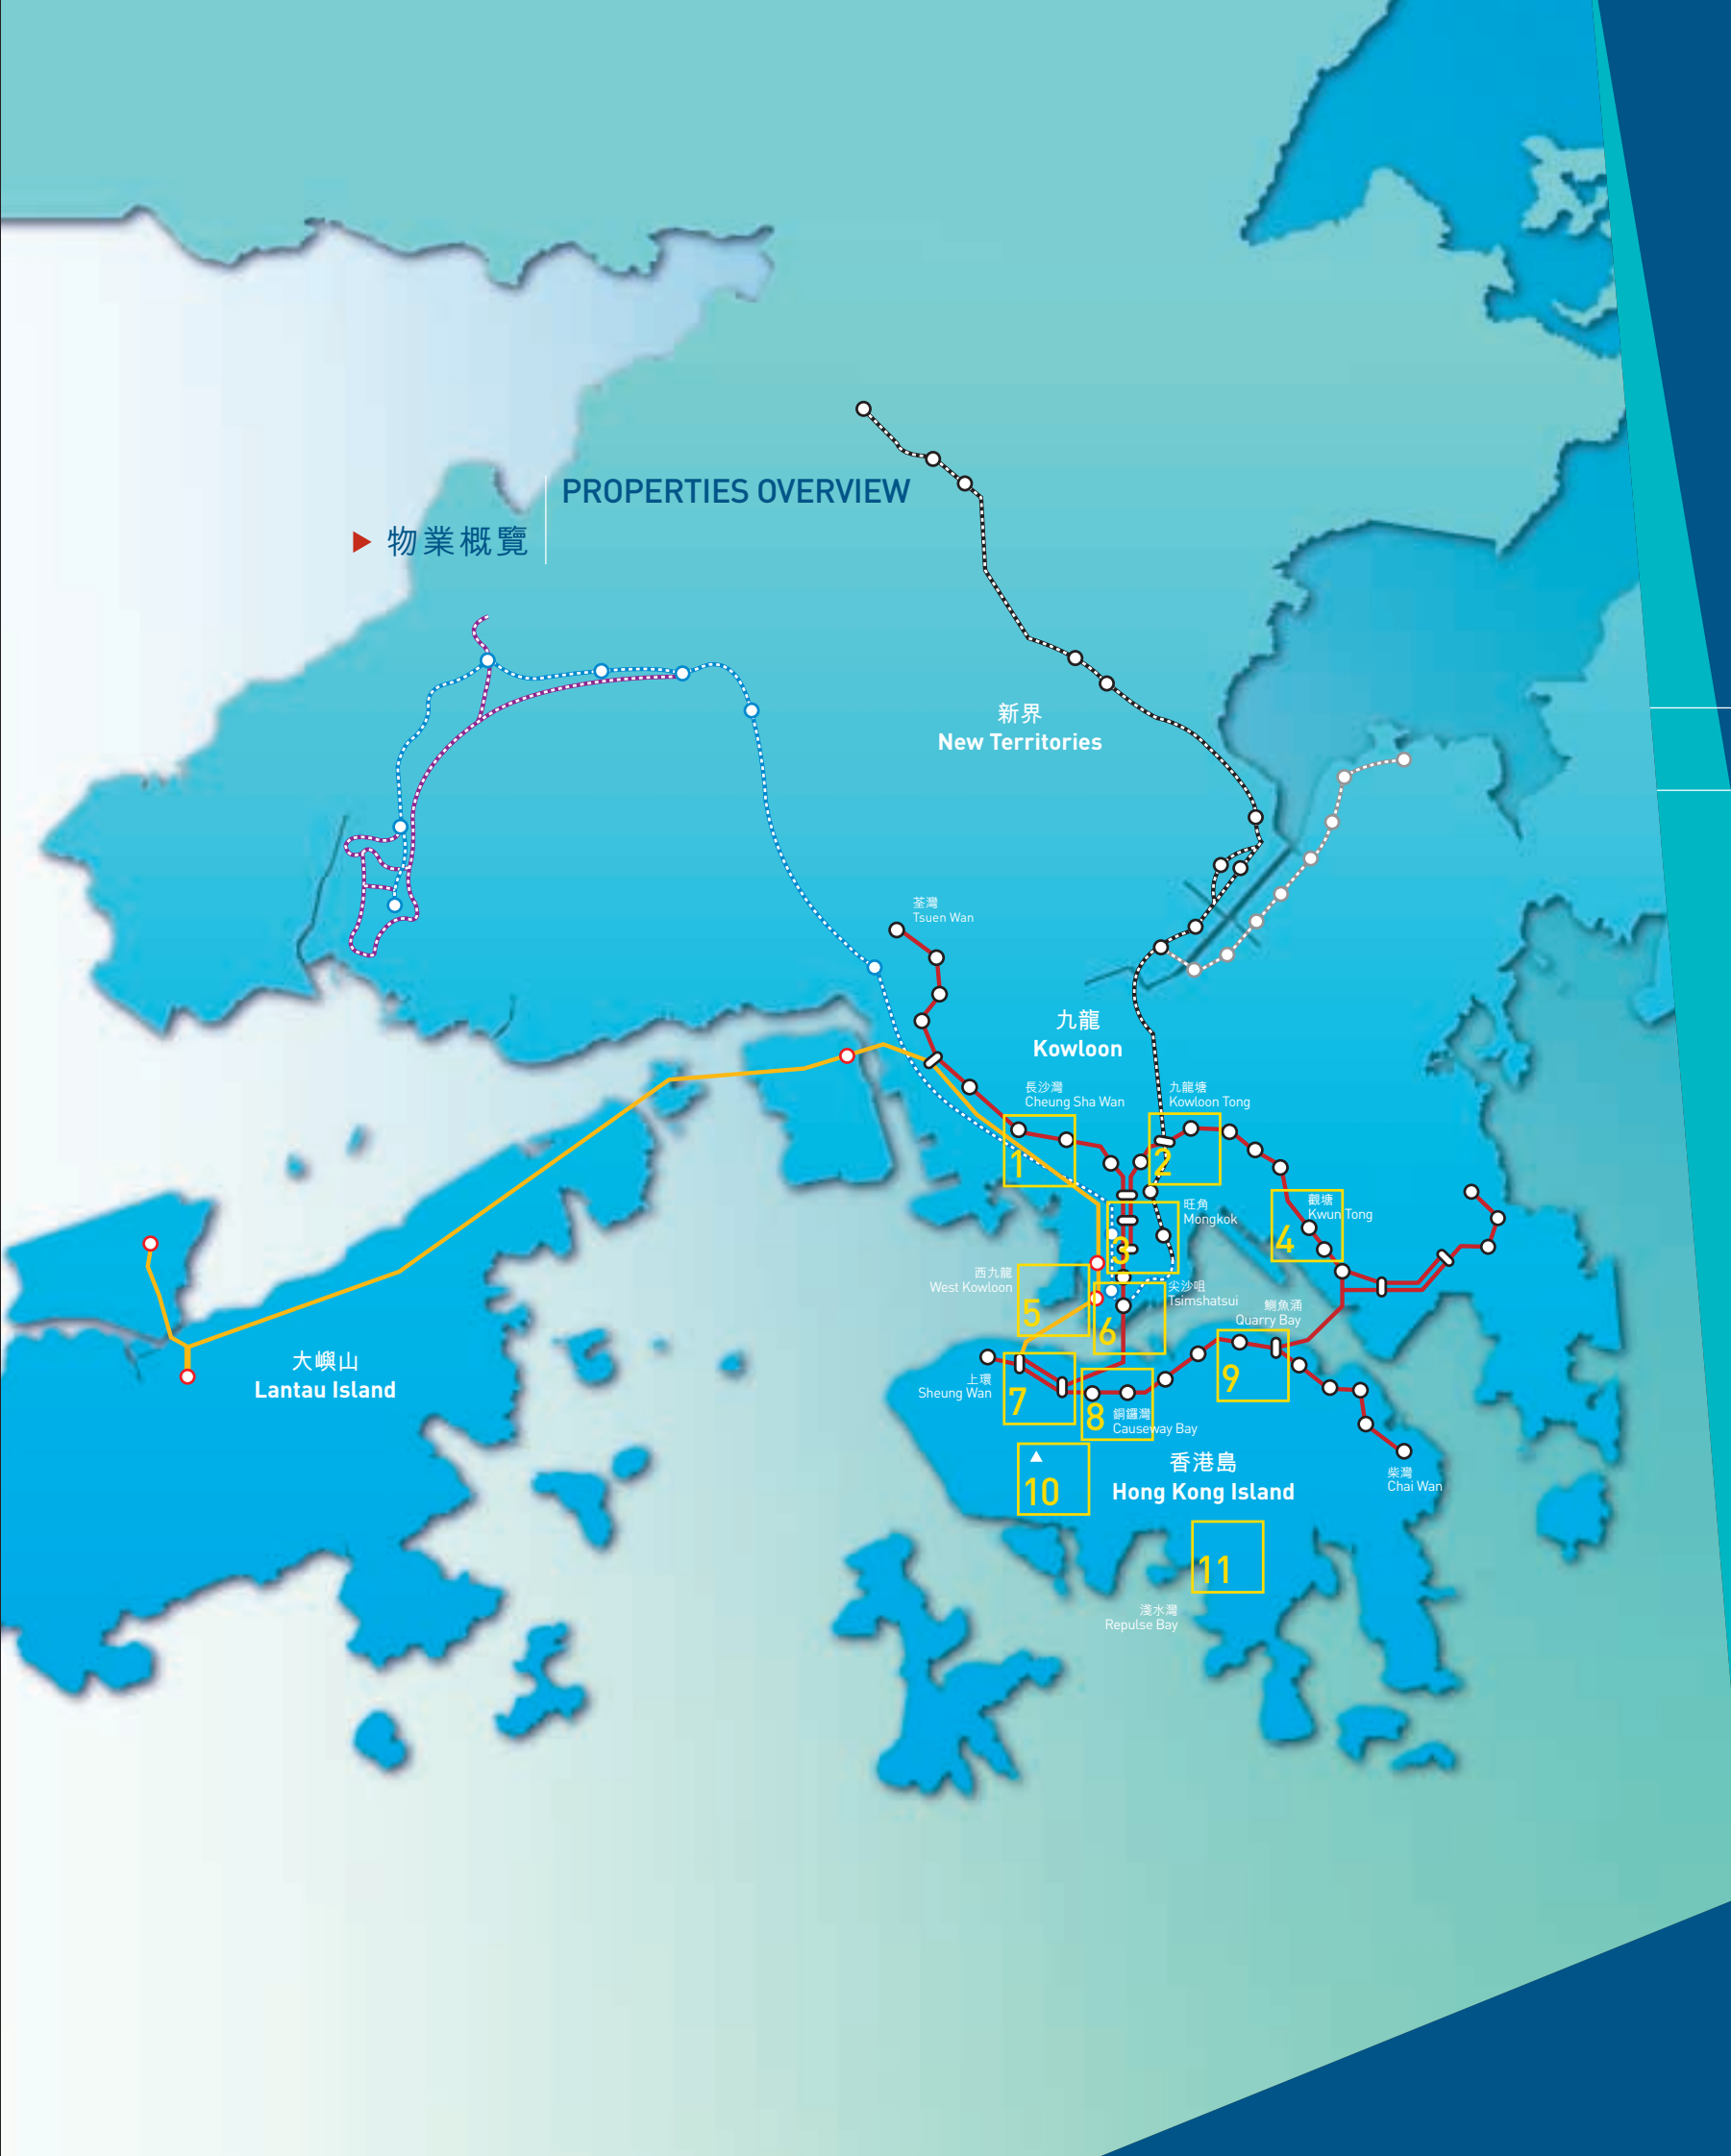 PROPERTIES OVERVIEW
物業概覽
新界
New Territories
荃灣
Tsuen Wan
九龍
Kowloon
長沙灣
Cheung Sha Wan
九龍塘
Kowloon Tong
1
2
旺角
Mongkok
3
觀塘
Kwun Tong
4
西九龍
West Kowloon
5
尖沙咀
Tsimshatsui
6
鰂魚涌
Quarry Bay
大嶼山
Lantau Island
上環
Sheung Wan
7
8
銅鑼灣
Causeway Bay
9
10
香港島
Hong Kong Island
柴灣
Chai Wan
11
淺水灣
Repulse Bay